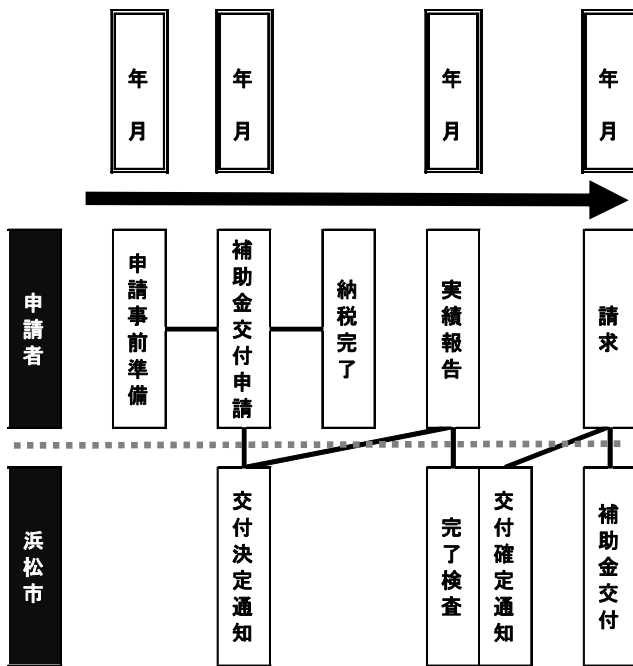 年 月
年 月
年 月
年 月
申請者
申請事前準備
補助金交付申請
納税完了
実績報告
請求
浜松市
交付決定通知
完了検査
交付確定通知
補助金交付